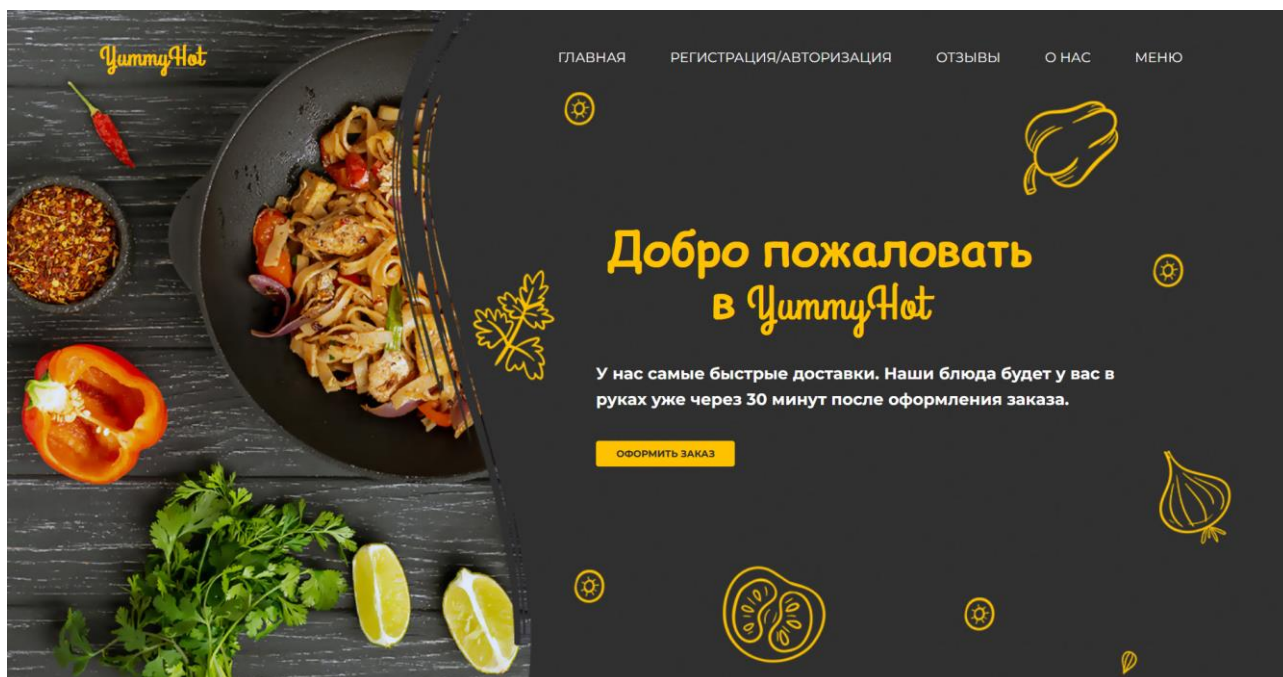 YummyHot
ГЛАВНАЯ РЕГИСТРАЦИЯ/АВТОРИЗАЦИЯ ОТЗЫВЫ О НАС МЕНЮ
Добро пожаловать
в YummyHot
У нас самые быстрые доставки. Наши блюда будет у вас в
руках уже через 30 минут после оформления заказа.
ОФОРМИТЬ ЗАКАЗ